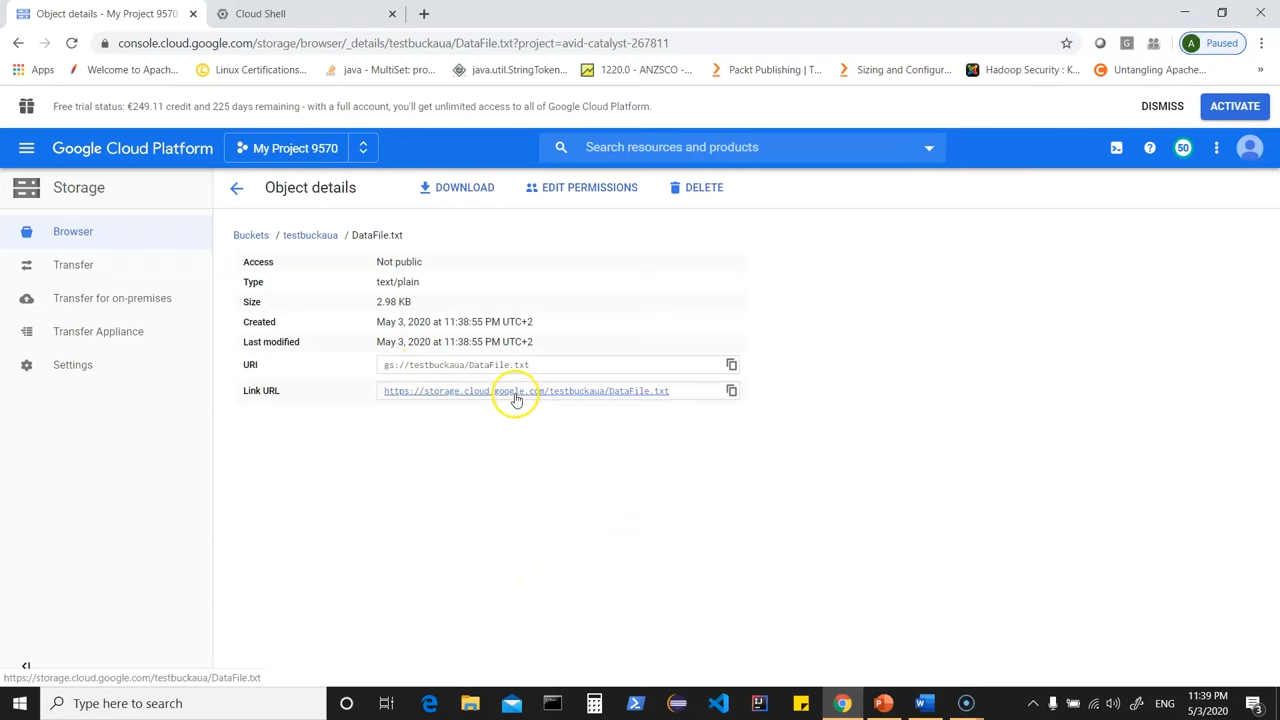 Object details - My Project 9570
Cloud Shell
console.cloud.google.com/storage/browser/_details/testbuckaua/DataFile.txt?project=avid-catalyst-267811
A Paused
Apps
Welcome to Apach...
Linux Certifications...
java - MultiSet: pro...
java.util.StringToken...
1220.0 - ANZSCO -...
Packt Publishing | T...
Sizing and Configur...
Hadoop Security : K...
Untangling Apache...
»
Free trial status: €249.11 credit and 225 days remaining - with a full account, you'll get unlimited access to all of Google Cloud Platform.
DISMISS
ACTIVATE
Google Cloud Platform
My Project 9570
Search resources and products
50
Storage
Object details
DOWNLOAD
EDIT PERMISSIONS
DELETE
Browser
Transfer
Transfer for on-premises
Transfer Appliance
Settings
Buckets / testbuckaua / DataFile.txt
Access Not public
Type text/plain
Size 2.98 KB
Created May 3, 2020 at 11:38:55 PM UTC+2
Last modified May 3, 2020 at 11:38:55 PM UTC+2
URI gs://testbuckaua/DataFile.txt
Link URL https://storage.cloud.google.com/testbuckaua/DataFile.txt
https://storage.cloud.google.com/testbuckaua/DataFile.txt
Type here to search
ENG
11:39 PM
5/3/2020
3